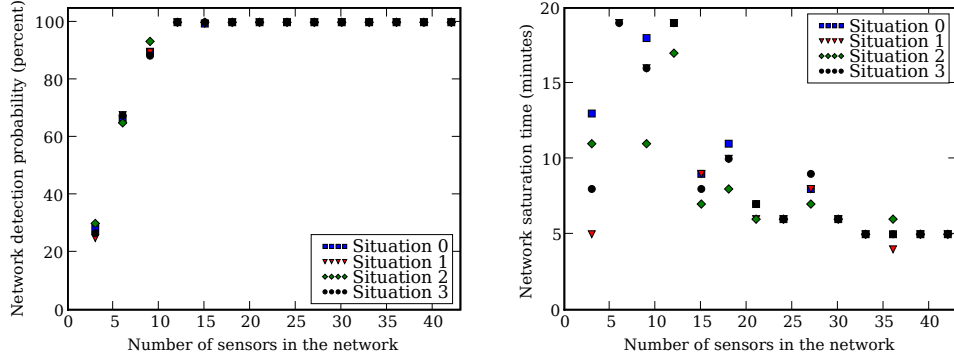 100
80
60
40
20
0
0 5 10 15 20 25 30 35 40
Network detection probability (percent)
Number of sensors in the network
Situation 0
Situation 1
Situation 2
Situation 3
20
15
10
5
0
0 5 10 15 20 25 30 35 40
Network saturation time (minutes)
Number of sensors in the network
Situation 0
Situation 1
Situation 2
Situation 3